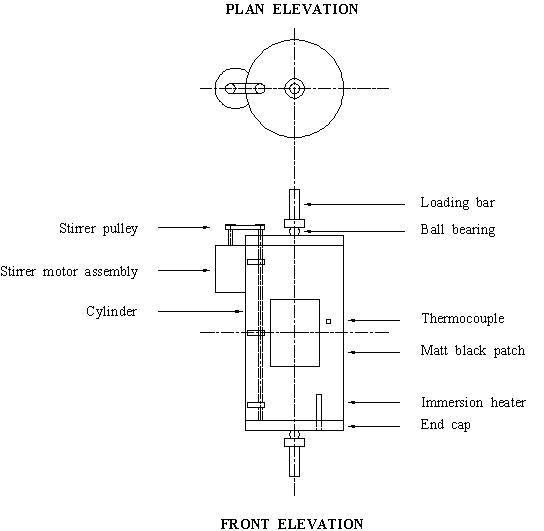 PLAN ELEVATION
Loading bar
Stirrer pulley
Ball bearing
Stirrer motor assembly
Cylinder
Thermocouple
Matt black patch
Immersion heater
End cap
FRONT ELEVATION